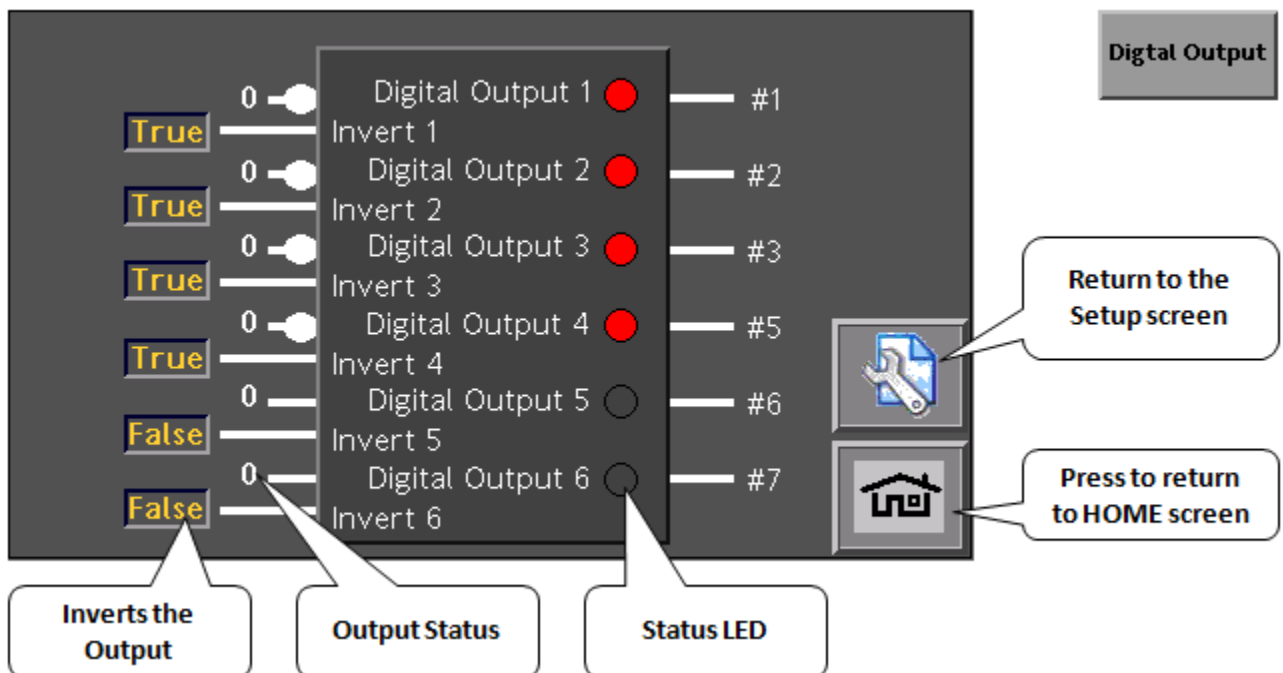 Digtal Output
0 Digital Output 1 #1
True Invert 1
0 Digital Output 2 #2
True Invert 2
0 Digital Output 3 #3
True Invert 3
0 Digital Output 4 #5
True Invert 4
0 Digital Output 5 #6
False Invert 5
0 Digital Output 6 #7
False Invert 6
Return to the
Setup screen
Press to return
to HOME screen
Inverts the
Output
Output Status
Status LED